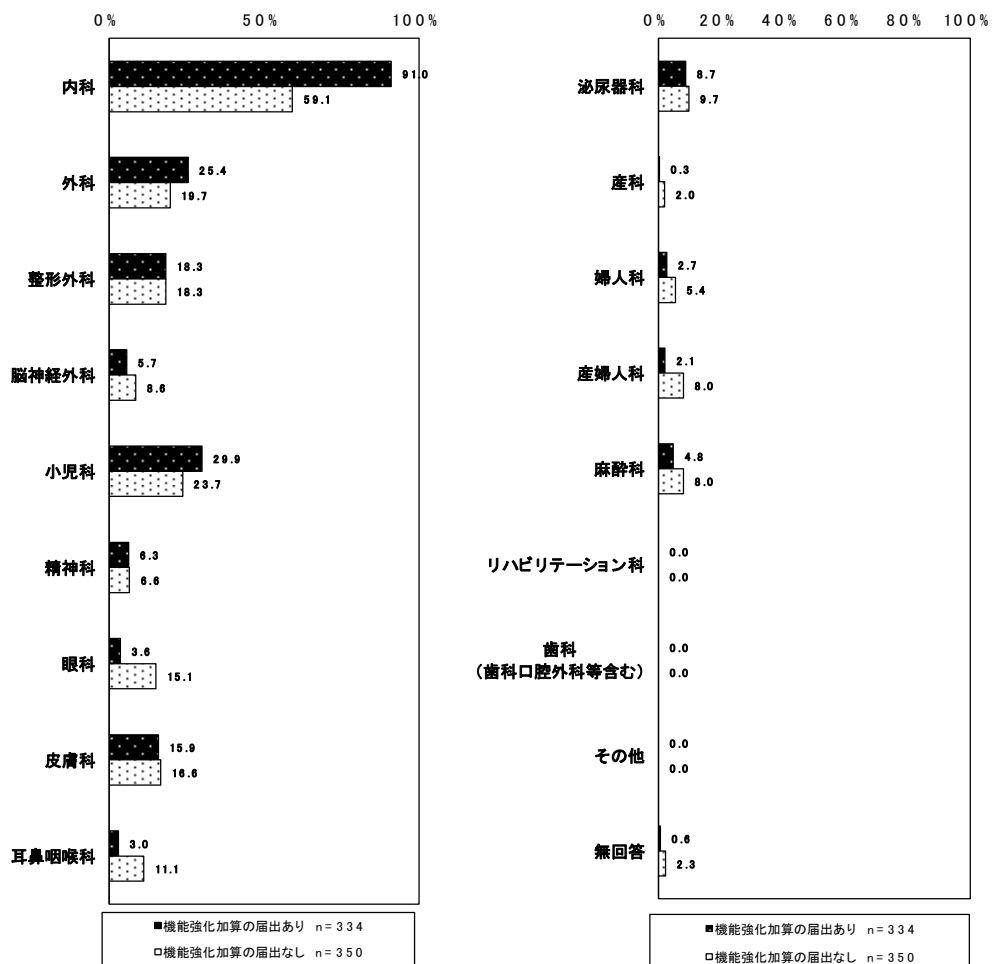 0% 50% 100%
内科
91.0
59.1
外科
25.4
19.7
整形外科
18.3
18.3
脳神経外科
5.7
8.6
小児科
29.9
23.7
精神科
6.3
6.6
眼科
3.6
15.1
皮膚科
15.9
16.6
耳鼻咽喉科
3.0
11.1
■機能強化加算の届出あり n=334
□機能強化加算の届出なし n=350
0% 20% 40% 60% 80% 100%
泌尿器科
8.7
9.7
産科
0.3
2.0
婦人科
2.7
5.4
産婦人科
2.1
8.0
麻酔科
4.8
8.0
リハビリテーション科
0.0
0.0
歯科
（歯科口腔外科等含む）
0.0
0.0
その他
0.0
0.0
無回答
0.6
2.3
■機能強化加算の届出あり n=334
□機能強化加算の届出なし n=350